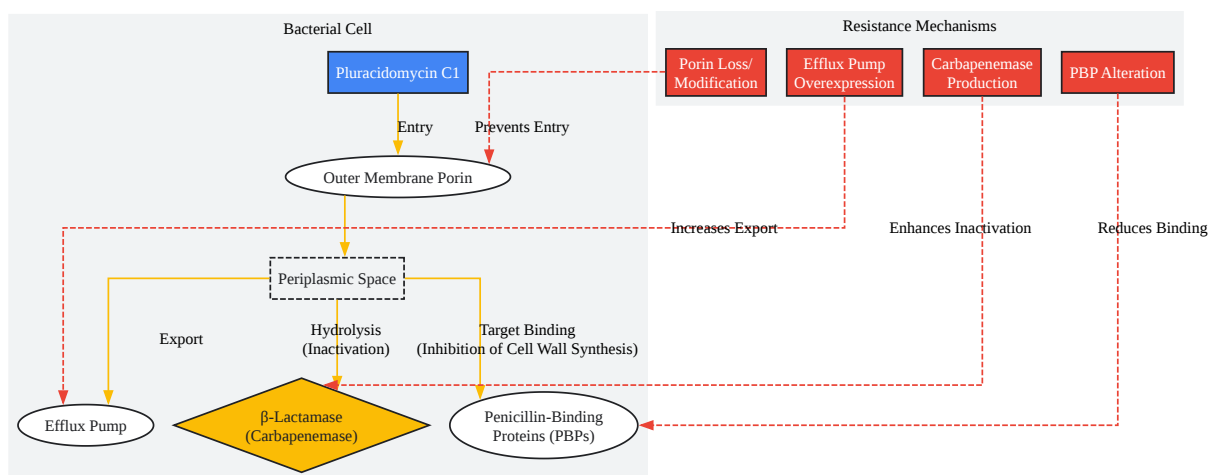 Bacterial Cell
Resistance Mechanisms
Pluracidomycin C1
Porin Loss/
Modification
Efflux Pump
Overexpression
Carbapenemase
Production
PBP Alteration
Entry
Prevents Entry
Outer Membrane Porin
Increases Export
Enhances Inactivation
Reduces Binding
Periplasmic Space
Export
Hydrolysis
(Inactivation)
Target Binding
(Inhibition of Cell Wall Synthesis)
Efflux Pump
β-Lactamase
(Carbapenemase)
Penicillin-Binding
Proteins (PBPs)